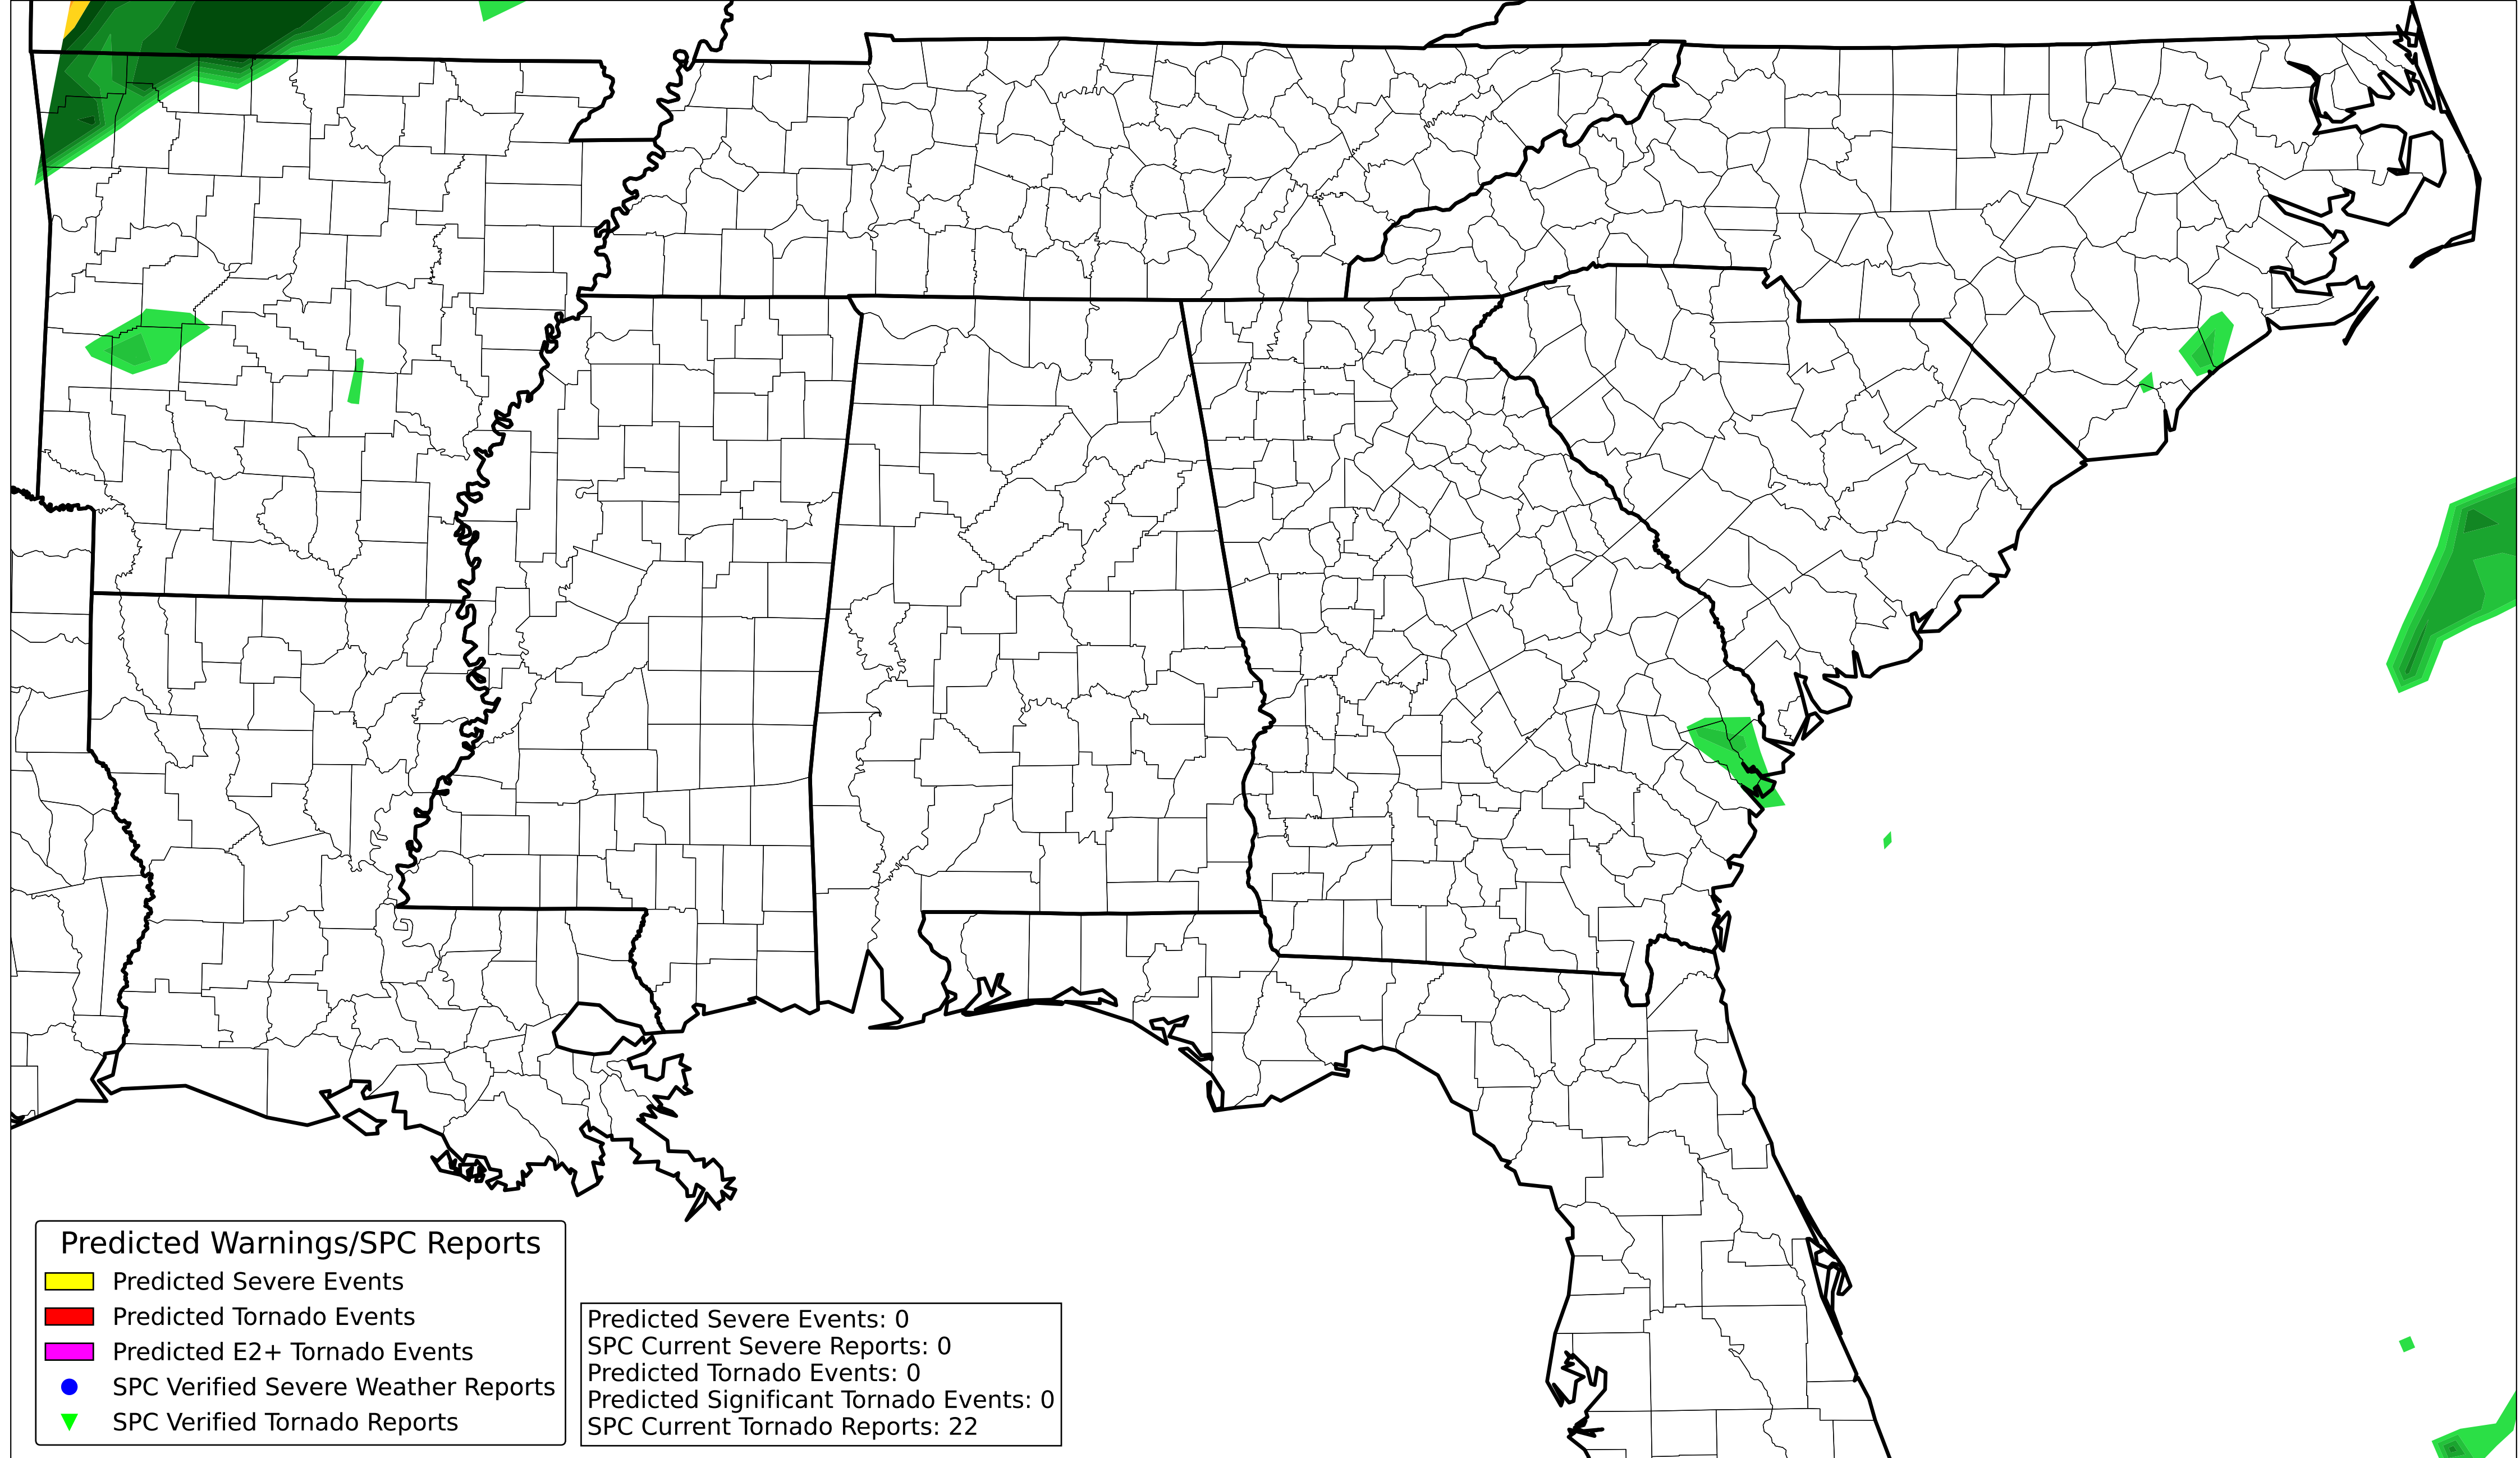 Predicted Warnings/SPC Reports
Predicted Severe Events
Predicted Tornado Events
Predicted E2+ Tornado Events
SPC Verified Severe Weather Reports
SPC Verified Tornado Reports
Predicted Severe Events: 0
SPC Current Severe Reports: 0
Predicted Tornado Events: 0
Predicted Significant Tornado Events: 0
SPC Current Tornado Reports: 22